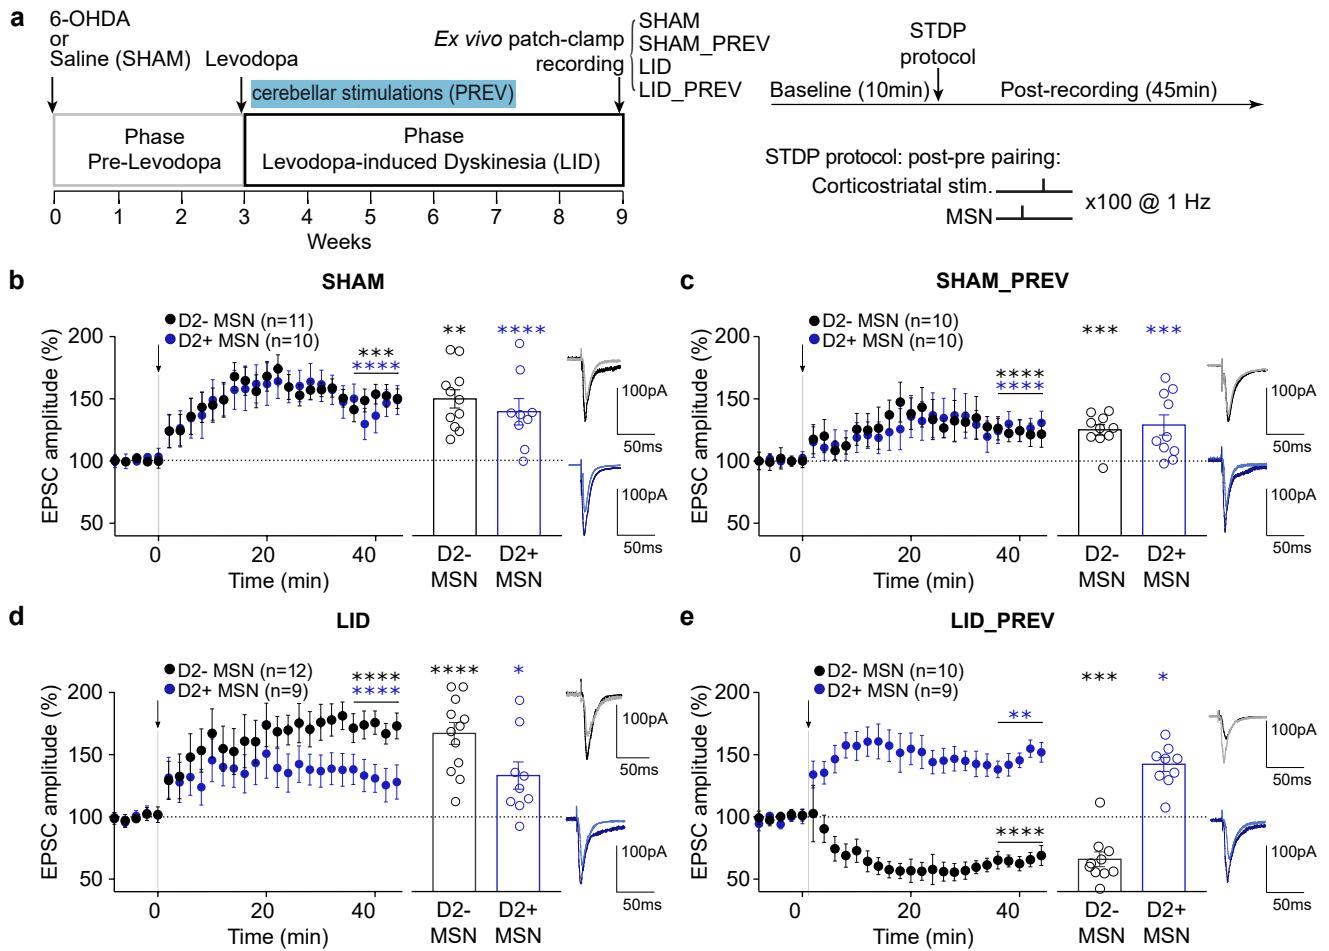 a
6-OHDA
or
Saline (SHAM)
Levodopa
cerebellar stimulations (PREV)
Ex vivo patch-clamp
recording
SHAM
SHAM_PREV
LID
LID_PREV
Phase
Pre-Levodopa
Phase
Levodopa-induced Dyskinesia (LID)
0 1 2 3 4 5 6 7 8 9
Weeks
STDP
protocol
Baseline (10min)
Post-recording (45min)
STDP protocol: post-pre pairing:
Corticostriatal stim.
MSN
x100 @ 1 Hz
b
SHAM
D2- MSN (n=11)
D2+ MSN (n=10)
***
****
** ****
EPSC amplitude (%)
200
150
100
50
0 20 40
Time (min)
D2-
MSN
D2+
MSN
100pA
50ms
100pA
50ms
c
SHAM_PREV
D2- MSN (n=10)
D2+ MSN (n=10)
****
****
*** ***
EPSC amplitude (%)
200
150
100
50
0 20 40
Time (min)
D2-
MSN
D2+
MSN
100pA
50ms
100pA
50ms
d
LID
D2- MSN (n=12)
D2+ MSN (n=9)
****
****
**** *
EPSC amplitude (%)
200
150
100
50
0 20 40
Time (min)
D2-
MSN
D2+
MSN
100pA
50ms
100pA
50ms
e
LID_PREV
D2- MSN (n=10)
D2+ MSN (n=9)
**
****
*** *
EPSC amplitude (%)
200
150
100
50
0 20 40
Time (min)
D2-
MSN
D2+
MSN
100pA
50ms
100pA
50ms